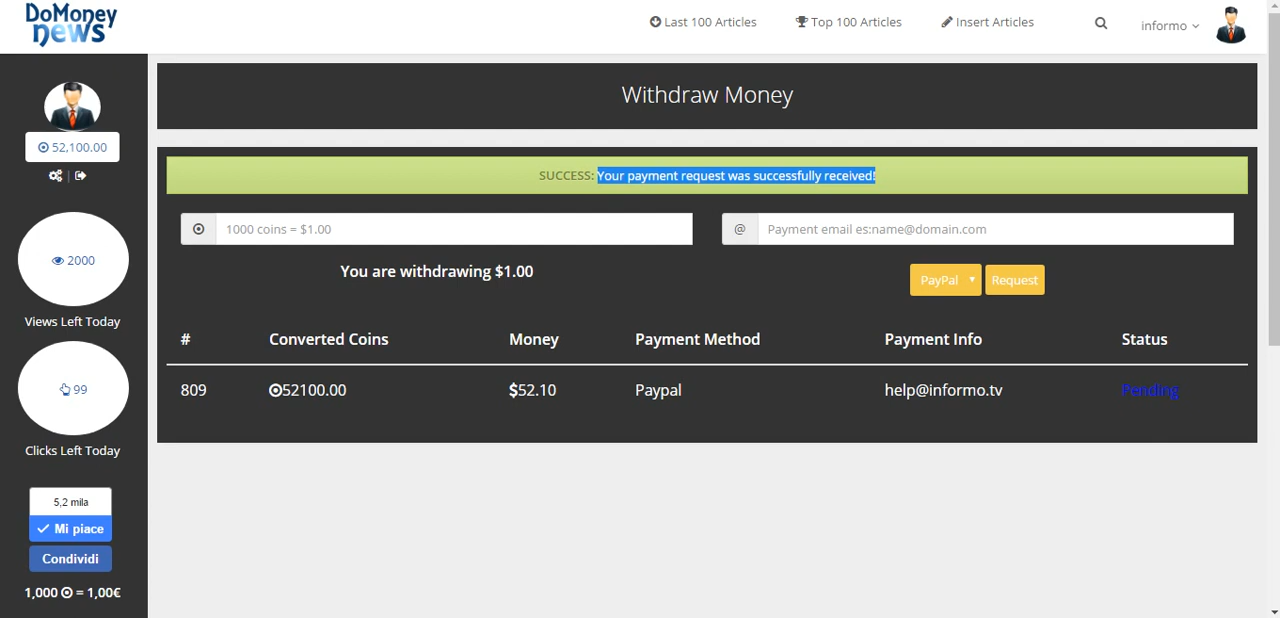 DoMoney
news
Last 100 Articles
Top 100 Articles
Insert Articles
informo
52,100.00
|
2000
Views Left Today
99
Clicks Left Today
5,2 mila
Mi piace
Condividi
1,000 = 1,00€
Withdraw Money
SUCCESS: Your payment request was successfully received!
1000 coins = $1.00
@ Payment email es:name@domain.com
You are withdrawing $1.00
PayPal Request
# Converted Coins Money Payment Method Payment Info Status
809 52100.00 $52.10 Paypal help@informo.tv Pending